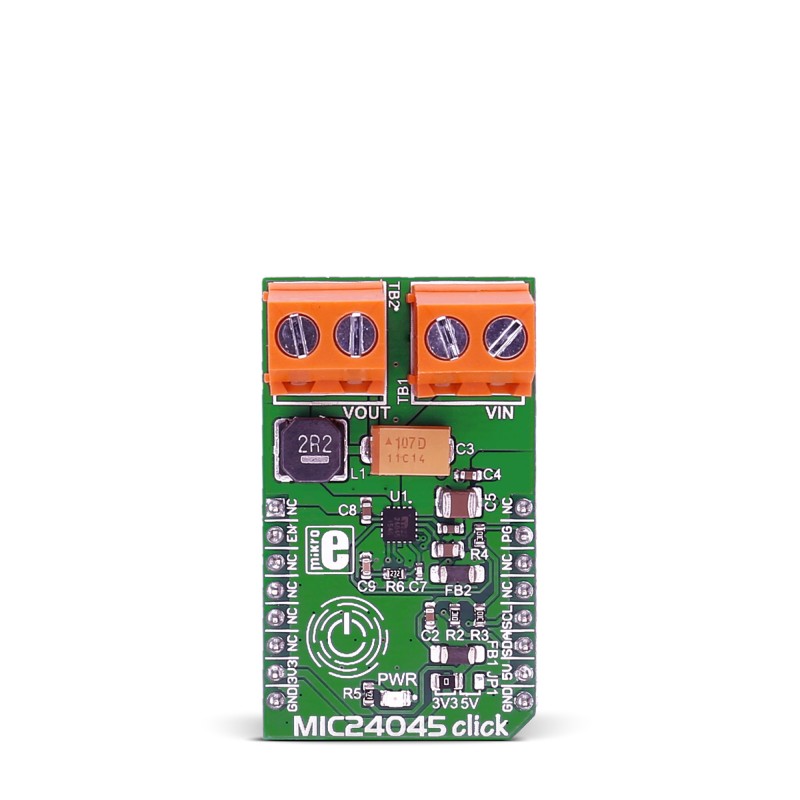 TB2
TB1
VOUT
VIN
2R2
107D
11C14
L1
C3
C4
C5
U1
C8
NC
EN
NC
NC
NC
NC
3V3
GND
NC
PG
NC
NC
SCL
SDA
5V
GND
mikro
e
R4
C9
R6
C7
FB2
C2
R2
R3
FB1
JP1
PWR
R5
3V3
5V
MIC24045 click